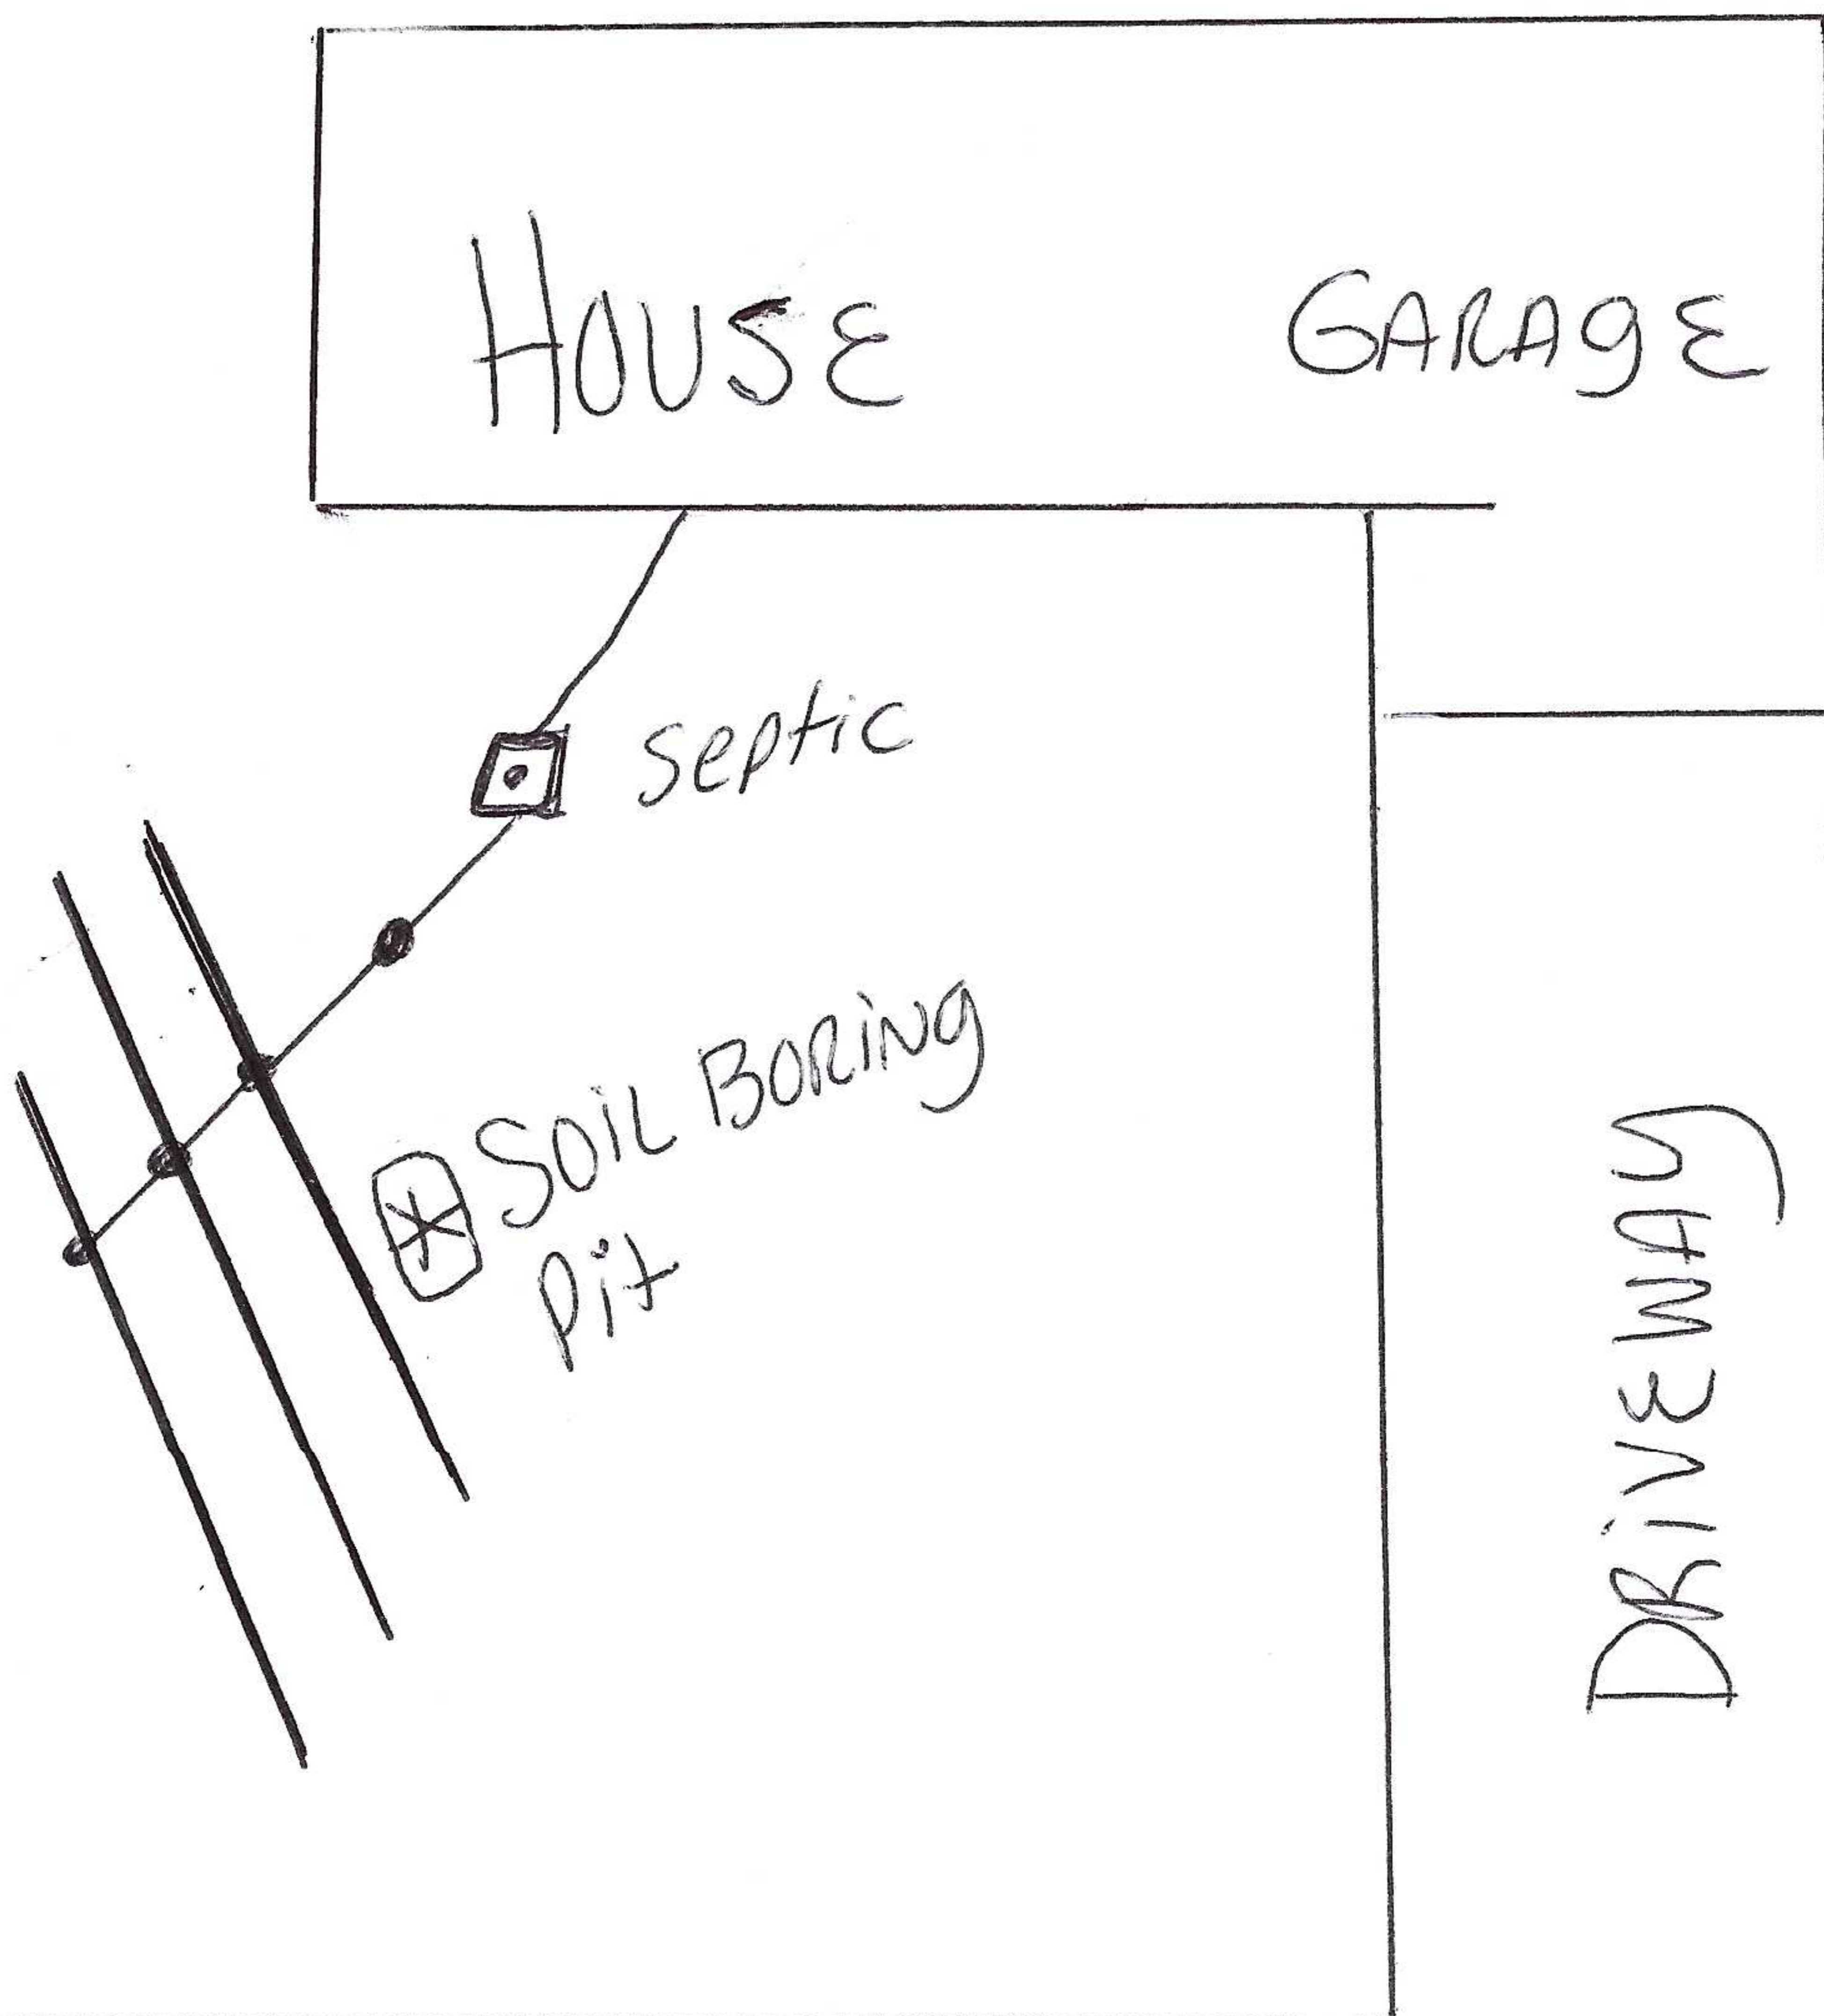 HOUSE
GARAGE
septic
SOIL BORING
Pit
DRIVEWAY